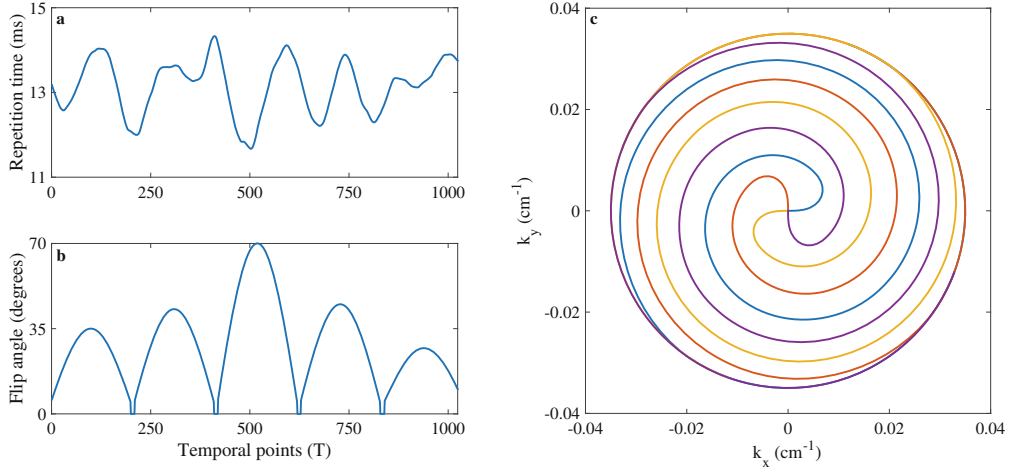 a
15
13
11
Repetition time (ms)
0 250 500 750 1000
b
70
35
0
Flip angle (degrees)
0 250 500 750 1000
Temporal points (T)
c
0.04
0.02
0
-0.02
-0.04
k_y (cm^-1)
-0.04 -0.02 0 0.02 0.04
k_x (cm^-1)